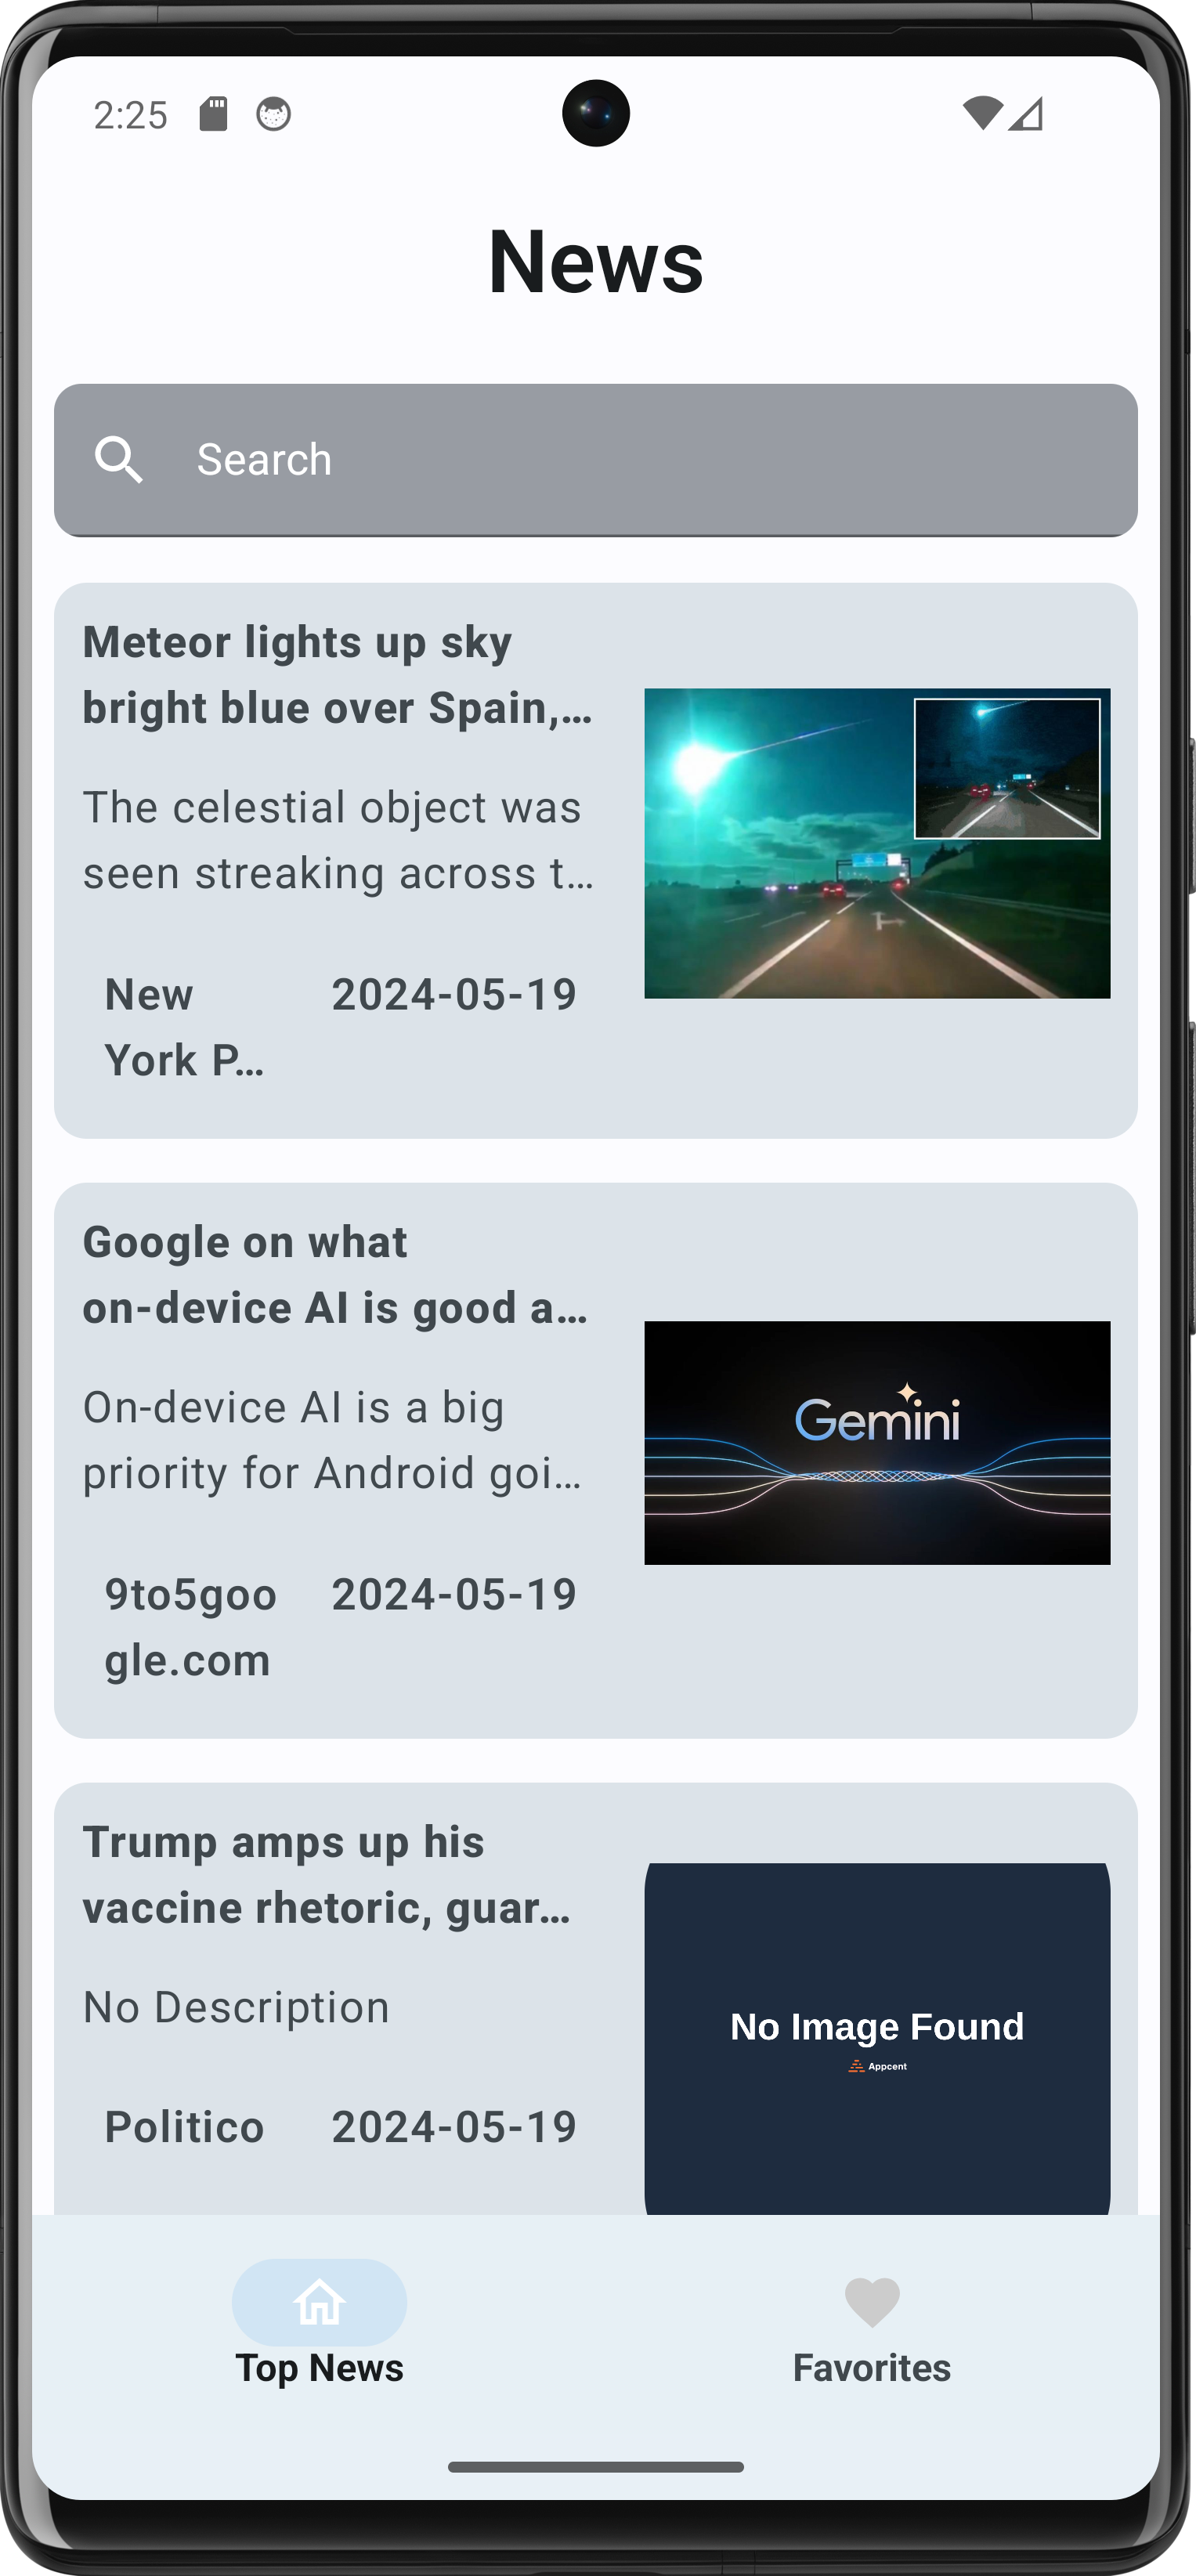 2:25
News
Search
Meteor lights up sky
bright blue over Spain,...
The celestial object was
seen streaking across t...
New
York P...
2024-05-19
Google on what
on-device AI is good a...
On-device AI is a big
priority for Android goi...
Gemini
9to5goo
gle.com
2024-05-19
Trump amps up his
vaccine rhetoric, guar...
No Description
No Image Found
Appcent
Politico
2024-05-19
Top News
Favorites